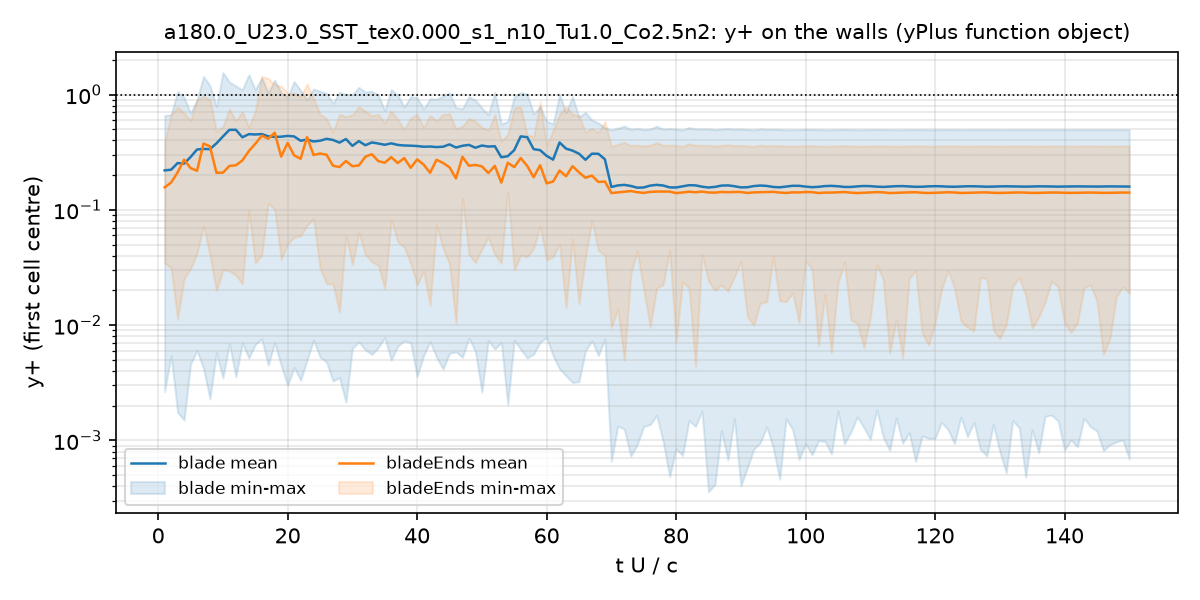 a180.0_U23.0_SST_tex0.000_s1_n10_Tu1.0_Co2.5n2: y+ on the walls (yPlus function object)
y+ (first cell centre)
10⁰
10⁻¹
10⁻²
10⁻³
blade mean
blade min-max
bladeEnds mean
bladeEnds min-max
0 20 40 60 80 100 120 140
t U / c